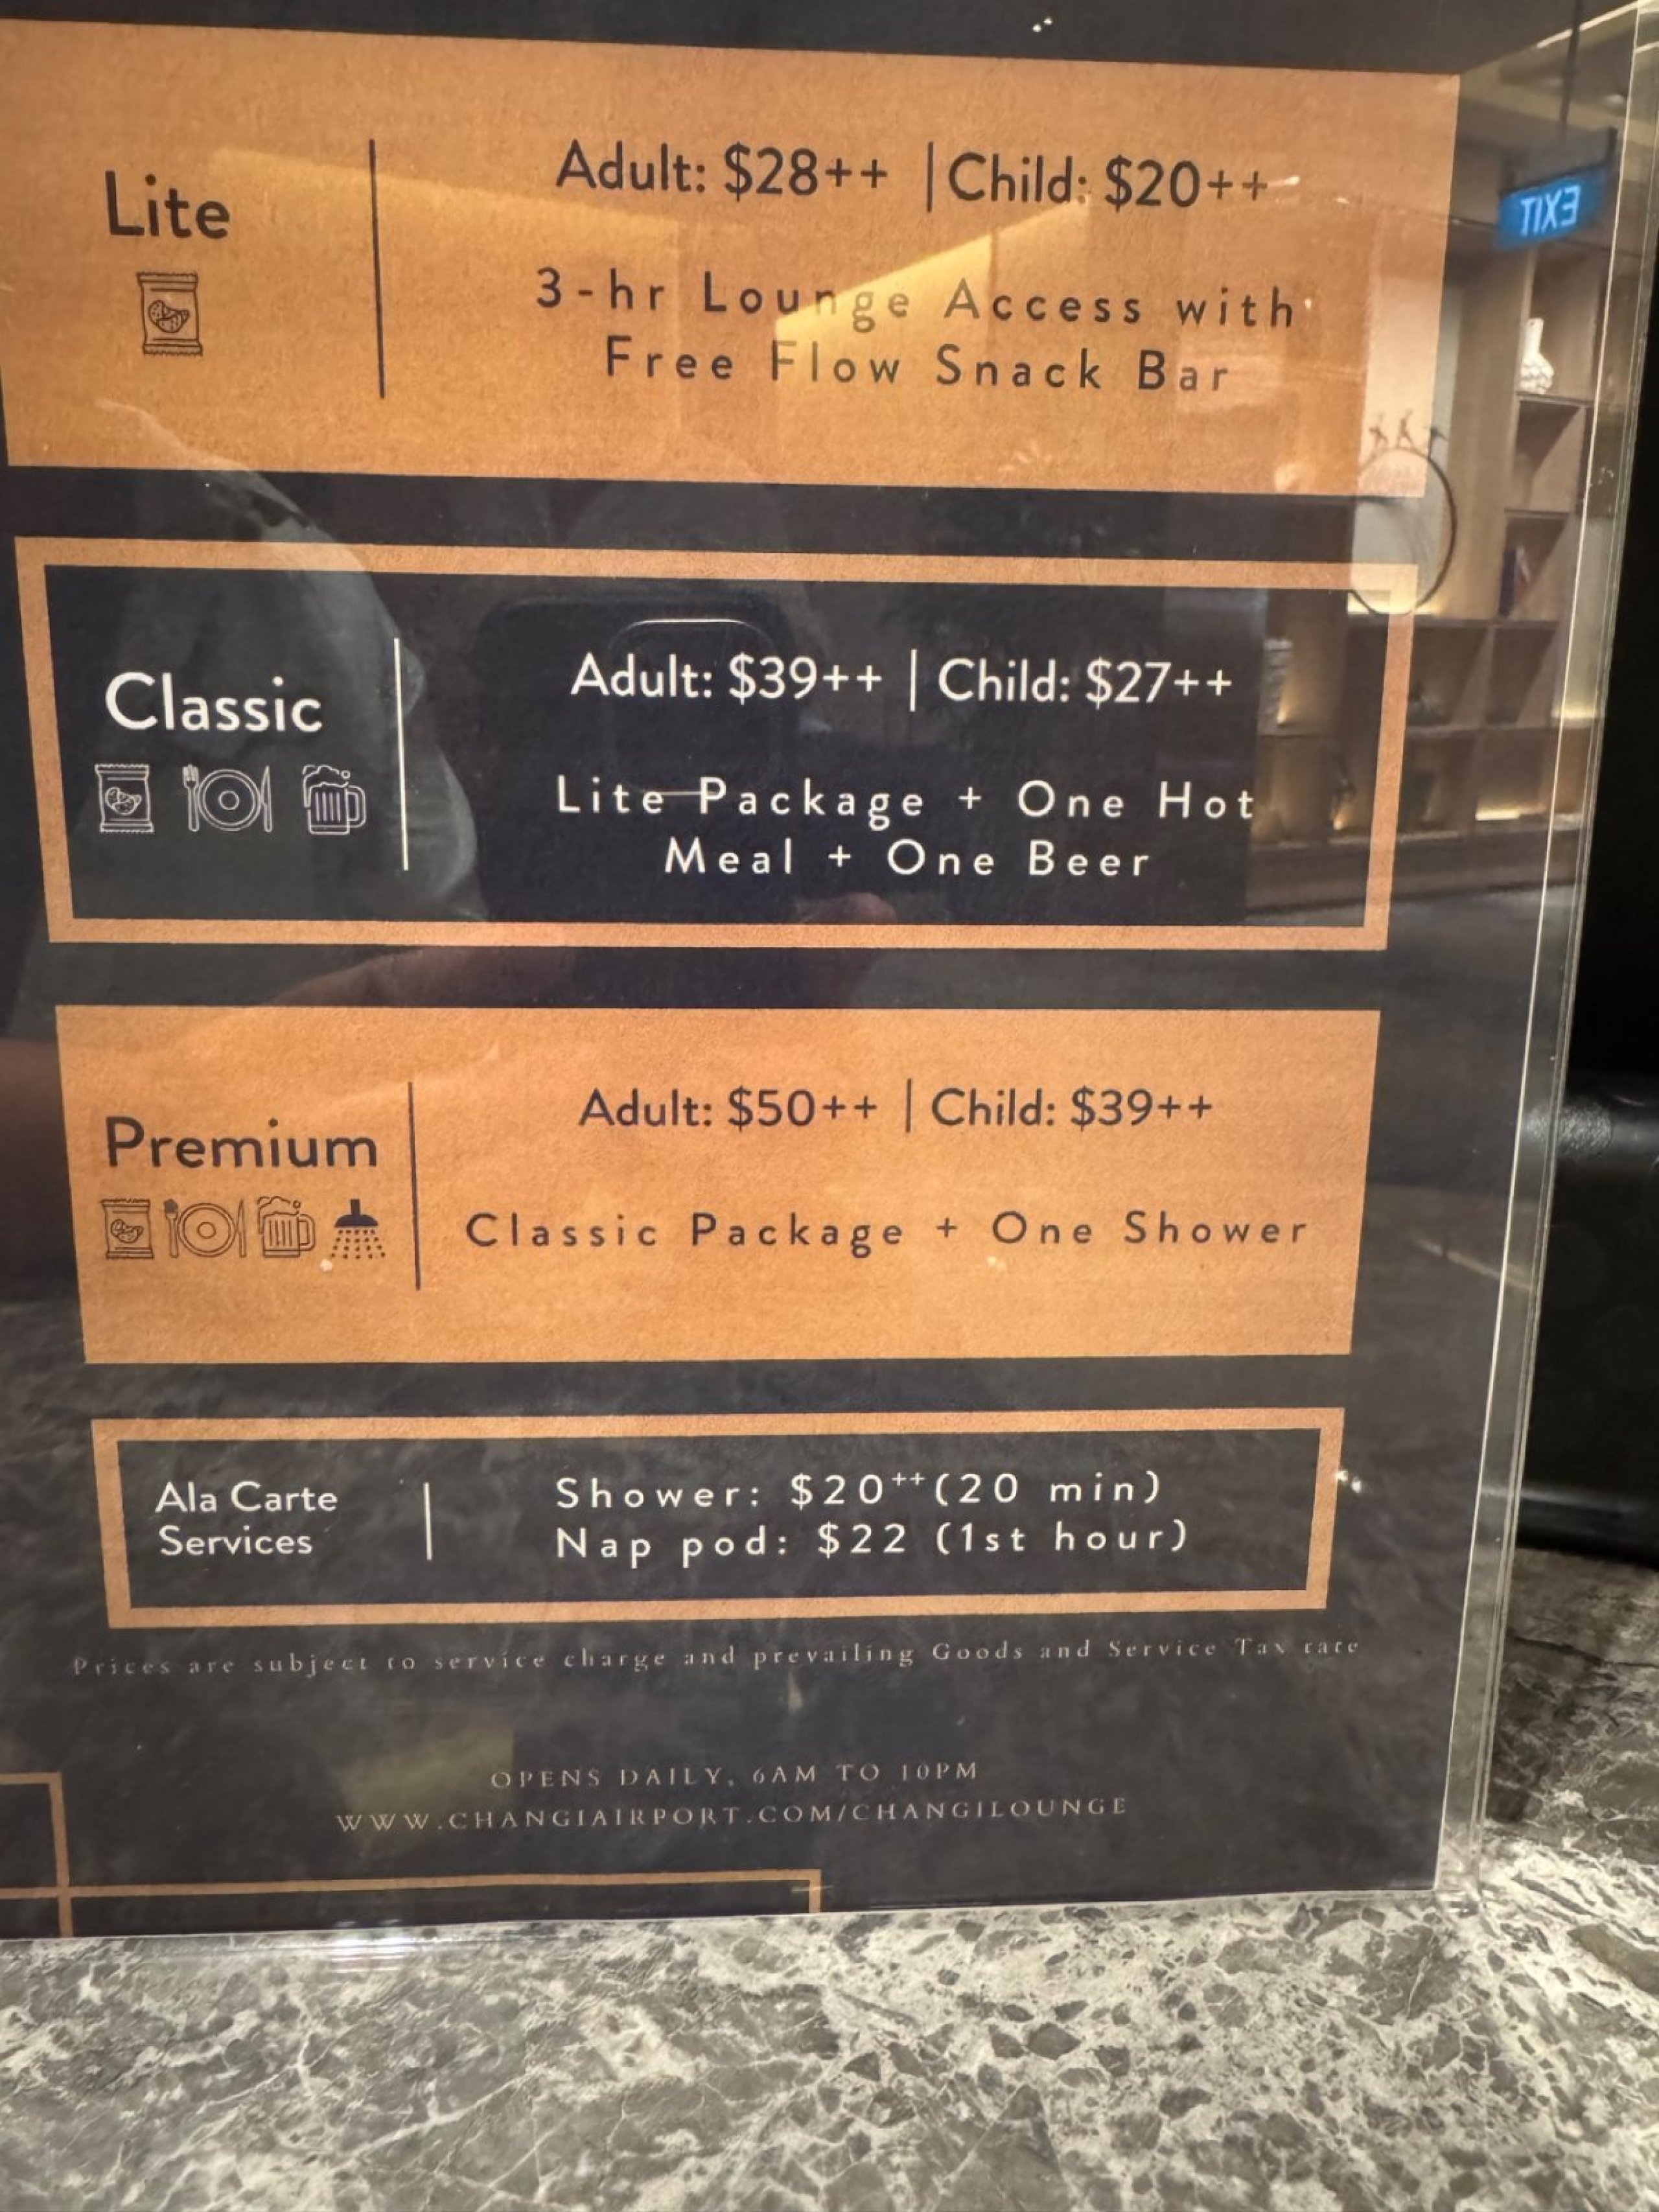 Lite
Adult: $28++ | Child: $20++
3-hr Lounge Access with
Free Flow Snack Bar
EXIT
Classic
Adult: $39++ | Child: $27++
Lite Package + One Hot
Meal + One Beer
Premium
Adult: $50++ | Child: $39++
Classic Package + One Shower
Ala Carte
Services
Shower: $20++(20 min)
Nap pod: $22 (1st hour)
Prices are subject to service charge and prevailing Goods and Service Tax rate
OPENS DAILY, 6AM TO 10PM
WWW.CHANGIAIRPORT.COM/CHANGILOUNGE